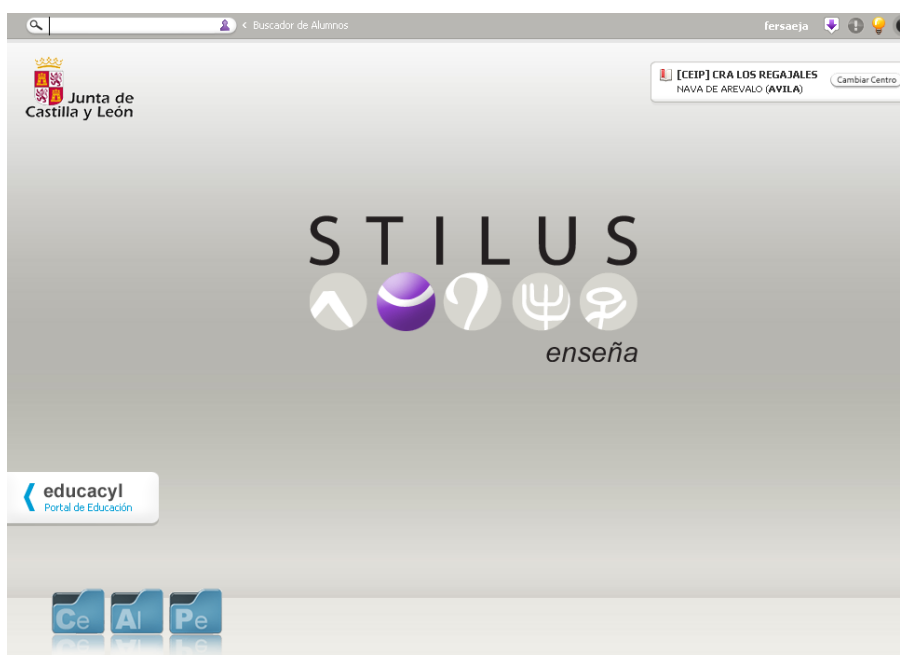 Buscador de Alumnos
fersaeja
Junta de
Castilla y León
[CEIP] CRA LOS REGAJALES
NAVA DE AREVALO (AVILA)
Cambiar Centro
STILUS
enseña
educacyl
Portal de Educación
Ce
Al
Pe